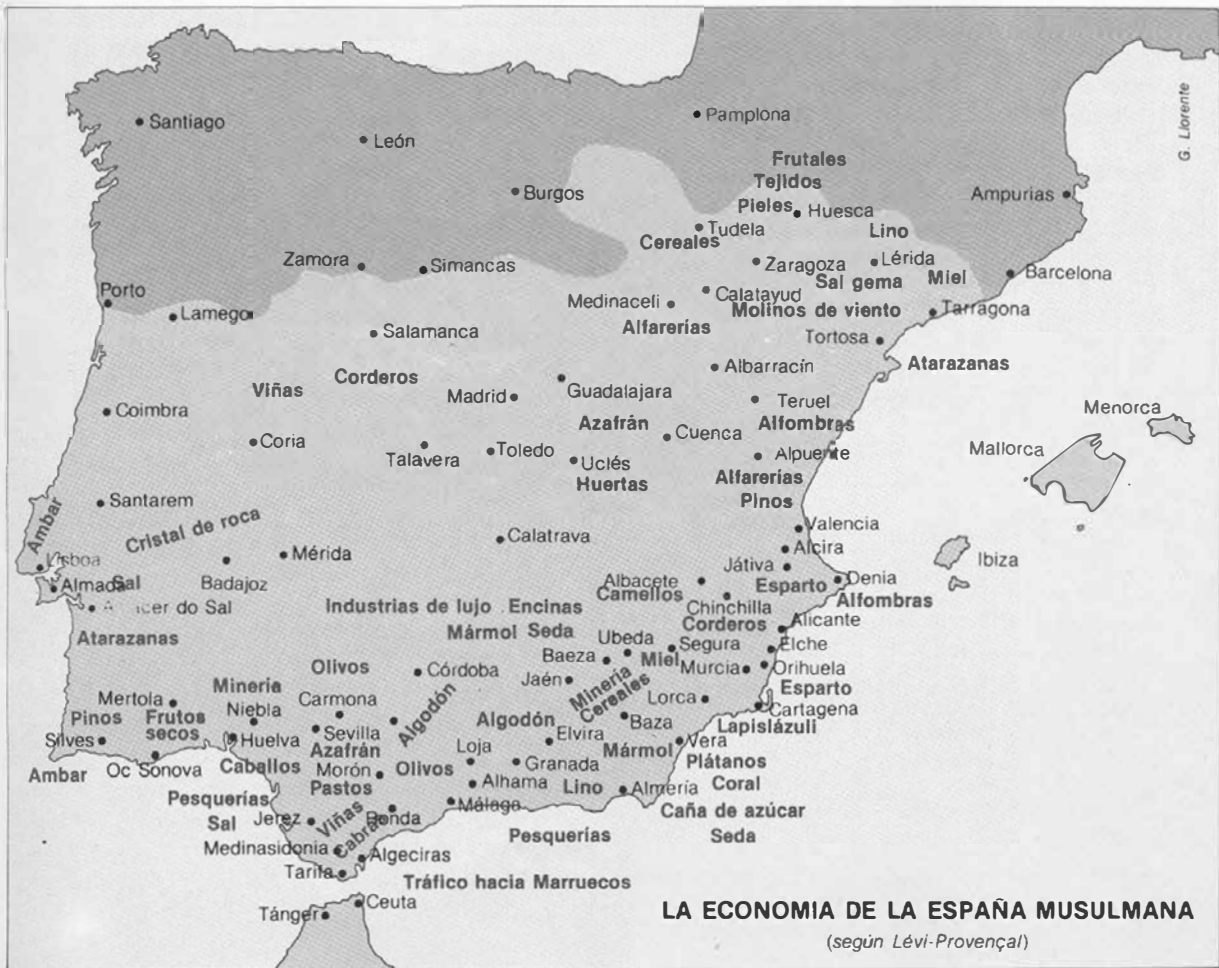 G. Llorente
Santiago
León
Pamplona
Frutales
Tejidos
Burgos
Pieles
Huesca
Ampurias
Tudela
Lino
Cereales
Zamora
Simancas
Zaragoza
Lérida
Sal gema
Miel
Barcelona
Porto
Lamego
Medinaceli
Calatayud
Molinos de viento
Tarragona
Alfarerías
Salamanca
Tortosa
Albarracín
Atarazanas
Viñas
Corderos
Guadalajara
Madrid
Teruel
Menorca
Coimbra
Azafrán
Alfombras
Coria
Cuenca
Mallorca
Talavera
Toledo
Uclés
Alpuente
Huertas
Alfarerías
Pinos
Santarem
Ambar
Cristal de roca
Valencia
Calatrava
Alcira
Mérida
Ibiza
Lisboa
Badajoz
Játiva
Almada
Sal
Albacete
Esparto
Denia
Camellos
Alfombras
Chinchilla
do Sal
Industrias de lujo
Encinas
Corderos
Alicante
Atarazanas
Mármol
Seda
Ubeda
Segura
Elche
Baeza
Miel
Olivos
Córdoba
Murcia
Orihuela
Jaén
Minería
Minería
Cereales
Esparto
Mertola
Carmona
Lorca
Cartagena
Niebla
Algodón
Pinos
Frutos
secos
Algodón
Baza
Lapislázuli
Silves
Huelva
Sevilla
Elvira
Vera
Azafrán
Loja
Mármol
Oc Sonova
Caballos
Granada
Plátanos
Ambar
Morón
Olivos
Pastos
Alhama
Lino
Almería
Coral
Pesquerías
Málaga
Caña de azúcar
Sal
Jerez
Viñas
Ronda
Pesquerías
Seda
Cabras
Medinasidonia
Algeciras
Tarifa
Tráfico hacia Marruecos
Ceuta
Tánger
LA ECONOMIA DE LA ESPAÑA MUSULMANA
(según Lévi-Provençal)